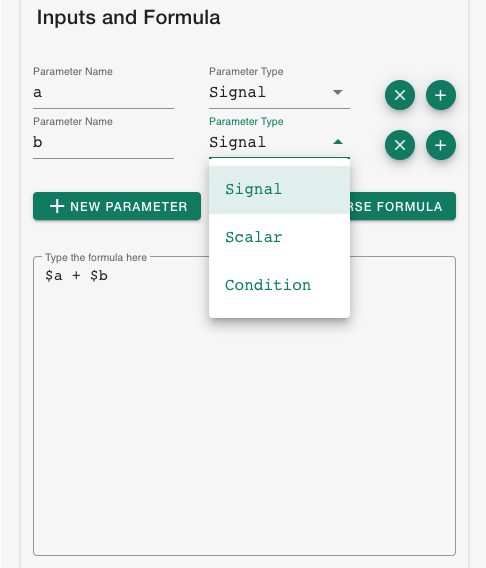 Inputs and Formula
Parameter Name
Parameter Type
a
Signal
Parameter Name
Parameter Type
b
Signal
Signal
Scalar
Condition
NEW PARAMETER
RSE FORMULA
Type the formula here
$a + $b